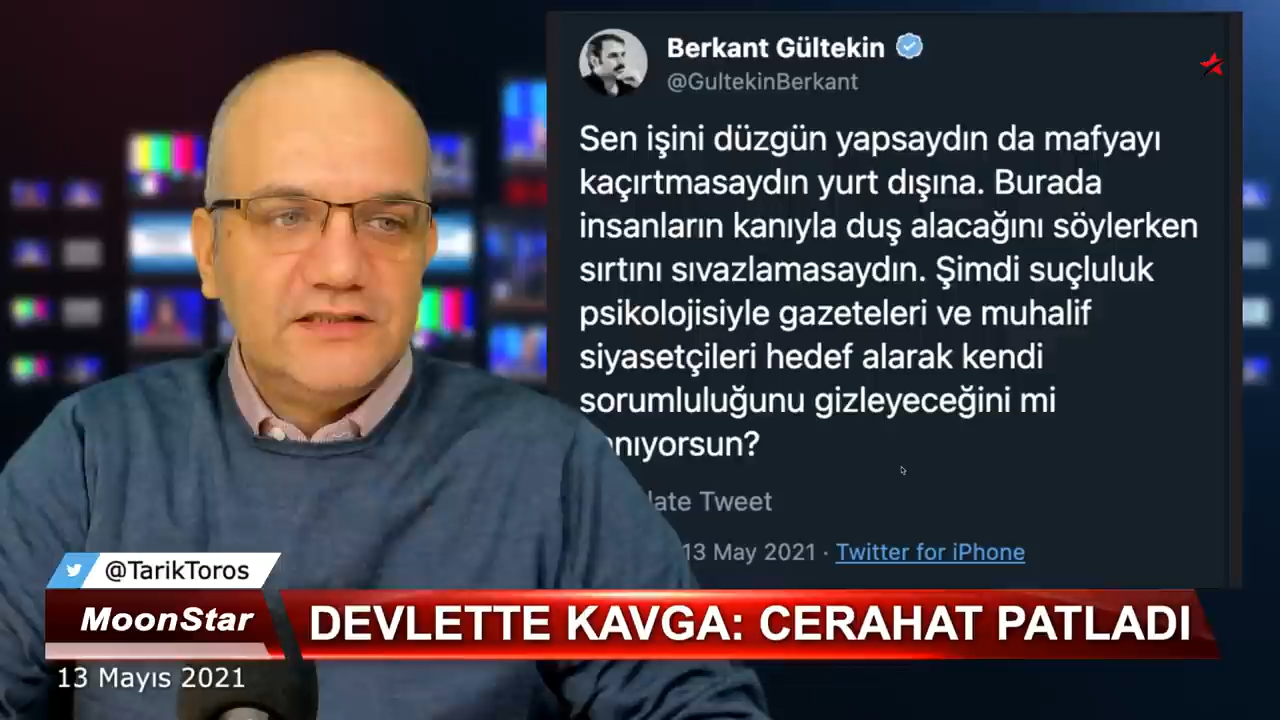 Berkant Gültekin
@GultekinBerkant
Sen işini düzgün yapsaydın da mafyayı
kaçırtmasaydın yurt dışına. Burada
insanların kanıyla duş alacağını söylerken
sırtını sıvazlamasaydın. Şimdi suçluluk
psikolojisiyle gazeteleri ve muhalif
siyasetçileri hedef alarak kendi
sorumluluğunu gizleyeceğini mi
nıyorsun?
late Tweet
13 May 2021 · Twitter for iPhone
@TarikToros
MoonStar
DEVLETTE KAVGA: CERAHAT PATLADI
13 Mayıs 2021